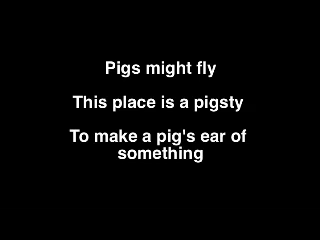 Pigs might fly
This place is a pigsty
To make a pig's ear of
something